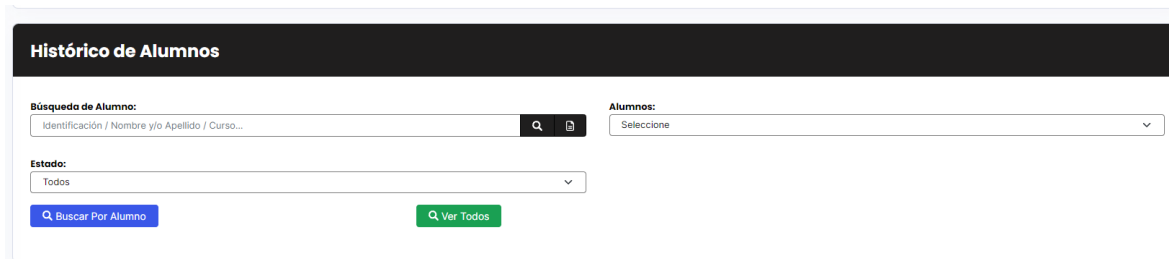 Histórico de Alumnos
Búsqueda de Alumno:
Identificación / Nombre y/o Apellido / Curso...
Alumnos:
Seleccione
Estado:
Todos
Buscar Por Alumno
Ver Todos